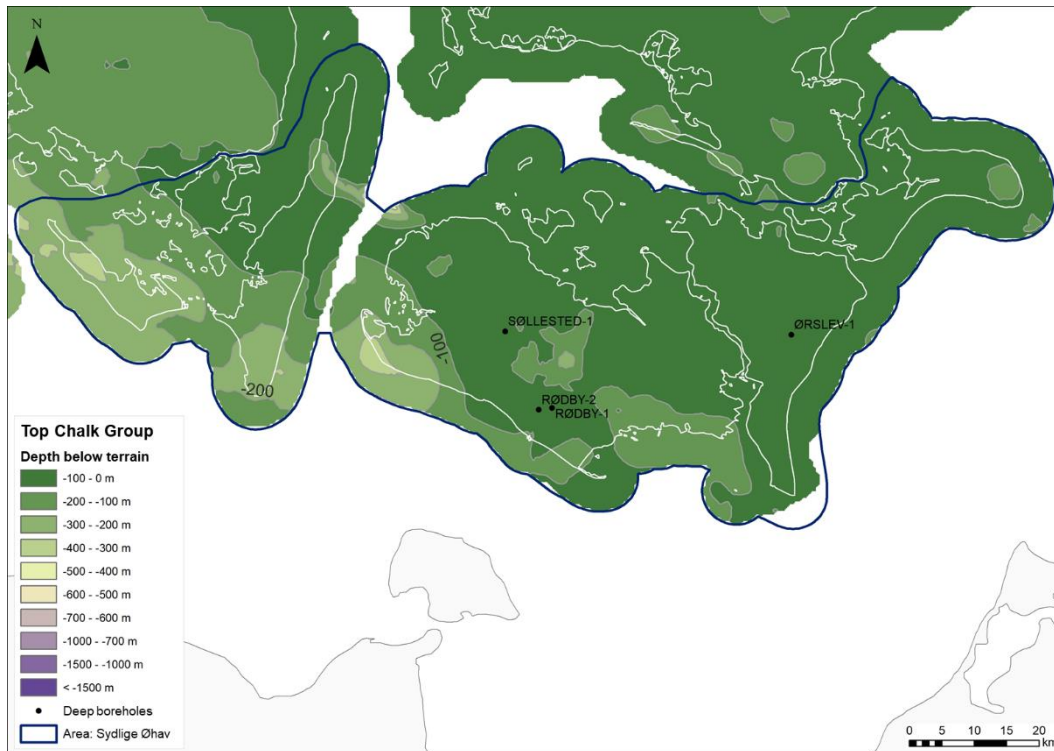 N
SØLLESTED-1
ØRSLEV-1
-100
-200
RØDBY-2
RØDBY-1
Top Chalk Group
Depth below terrain
-100 - 0 m
-200 - -100 m
-300 - -200 m
-400 - -300 m
-500 - -400 m
-600 - -500 m
-700 - -600 m
-1000 - -700 m
-1500 - -1000 m
< -1500 m
Deep boreholes
Area: Sydlige Øhav
0 5 10 15 20
km